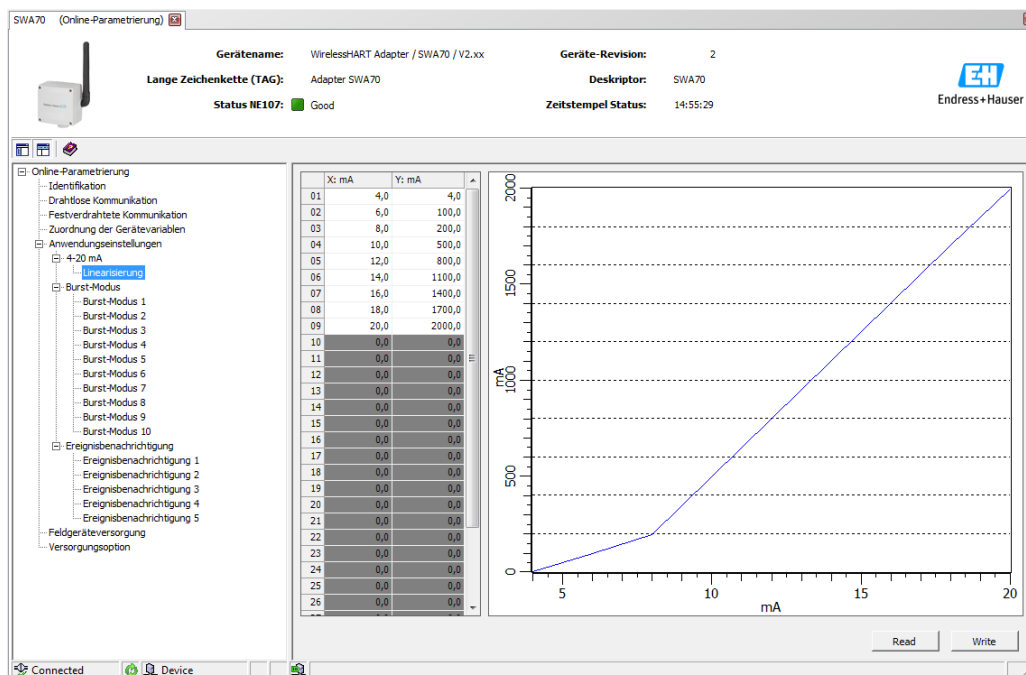 SWA70 (Online-Parametrierung)
Gerätename: WirelessHART Adapter / SWA70 / V2.xx Geräte-Revision: 2
Lange Zeichenkette (TAG): Adapter SWA70 Deskriptor: SWA70
Status NE107: Good Zeitstempel Status: 14:55:29
EH
Endress+Hauser
Online-Parametrierung
Identifikation
Drahtlose Kommunikation
Festverdrahtete Kommunikation
Zuordnung der Gerätevariablen
Anwendungseinstellungen
4-20 mA
Linearisierung
Burst-Modus
Burst-Modus 1
Burst-Modus 2
Burst-Modus 3
Burst-Modus 4
Burst-Modus 5
Burst-Modus 6
Burst-Modus 7
Burst-Modus 8
Burst-Modus 9
Burst-Modus 10
Ereignisbenachrichtigung
Ereignisbenachrichtigung 1
Ereignisbenachrichtigung 2
Ereignisbenachrichtigung 3
Ereignisbenachrichtigung 4
Ereignisbenachrichtigung 5
Feldgeräteversorgung
Versorgungsoption
X: mA Y: mA
01 4,0 4,0
02 6,0 100,0
03 8,0 200,0
04 10,0 500,0
05 12,0 800,0
06 14,0 1100,0
07 16,0 1400,0
08 18,0 1700,0
09 20,0 2000,0
10 0,0 0,0
11 0,0 0,0
12 0,0 0,0
13 0,0 0,0
14 0,0 0,0
15 0,0 0,0
16 0,0 0,0
17 0,0 0,0
18 0,0 0,0
19 0,0 0,0
20 0,0 0,0
21 0,0 0,0
22 0,0 0,0
23 0,0 0,0
24 0,0 0,0
25 0,0 0,0
26 0,0 0,0
2000
1500
1000
500
0
mA
5 10 15 20
mA
Read Write
Connected Device